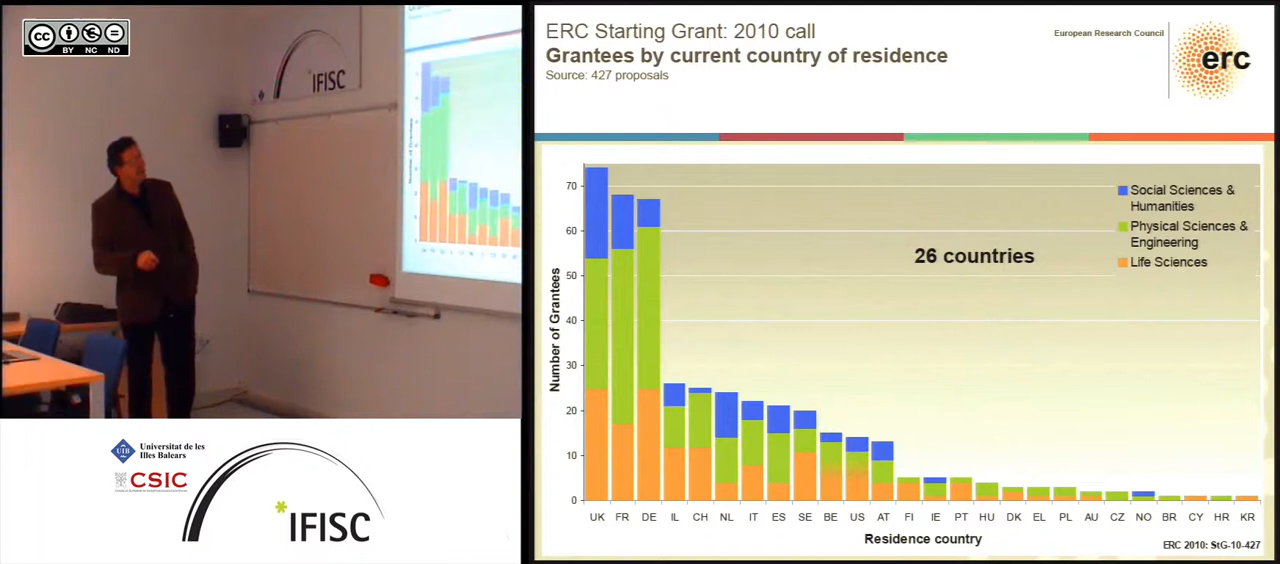 cc
BY NC ND
IFISC
Number of Grantees
Universitat de les
Illes Balears
UIB
CSIC
*IFISC
ERC Starting Grant: 2010 call
Grantees by current country of residence
Source: 427 proposals
European Research Council
erc
Social Sciences &
Humanities
Physical Sciences &
Engineering
Life Sciences
26 countries
Number of Grantees
70
60
50
40
30
20
10
0
UK FR DE IL CH NL IT ES SE BE US AT FI IE PT HU DK EL PL AU CZ NO BR CY HR KR
Residence country
ERC 2010: StG-10-427